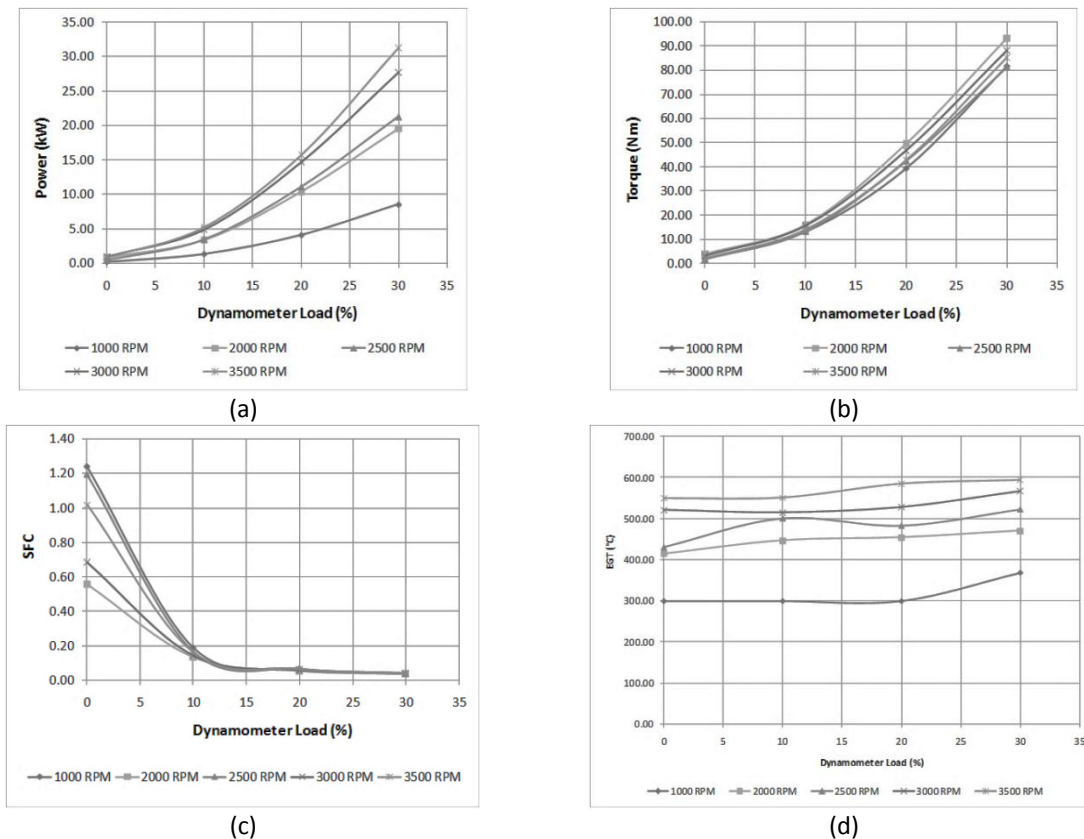 35.00
30.00
25.00
20.00
15.00
10.00
5.00
0.00
Power (kW)
0 5 10 15 20 25 30 35
Dynamometer Load (%)
1000 RPM 2000 RPM 2500 RPM
3000 RPM 3500 RPM
(a)
100.00
90.00
80.00
70.00
60.00
50.00
40.00
30.00
20.00
10.00
0.00
Torque (Nm)
0 5 10 15 20 25 30 35
Dynamometer Load (%)
1000 RPM 2000 RPM 2500 RPM
3000 RPM 3500 RPM
(b)
1.40
1.20
1.00
0.80
0.60
0.40
0.20
0.00
SFC
0 5 10 15 20 25 30 35
Dynamometer Load (%)
1000 RPM 2000 RPM 2500 RPM 3000 RPM 3500 RPM
(c)
700.00
600.00
500.00
400.00
300.00
200.00
100.00
0.00
EGT (°C)
0 5 10 15 20 25 30 35
Dynamometer Load (%)
1000 RPM 2000 RPM 2500 RPM 3000 RPM 3500 RPM
(d)